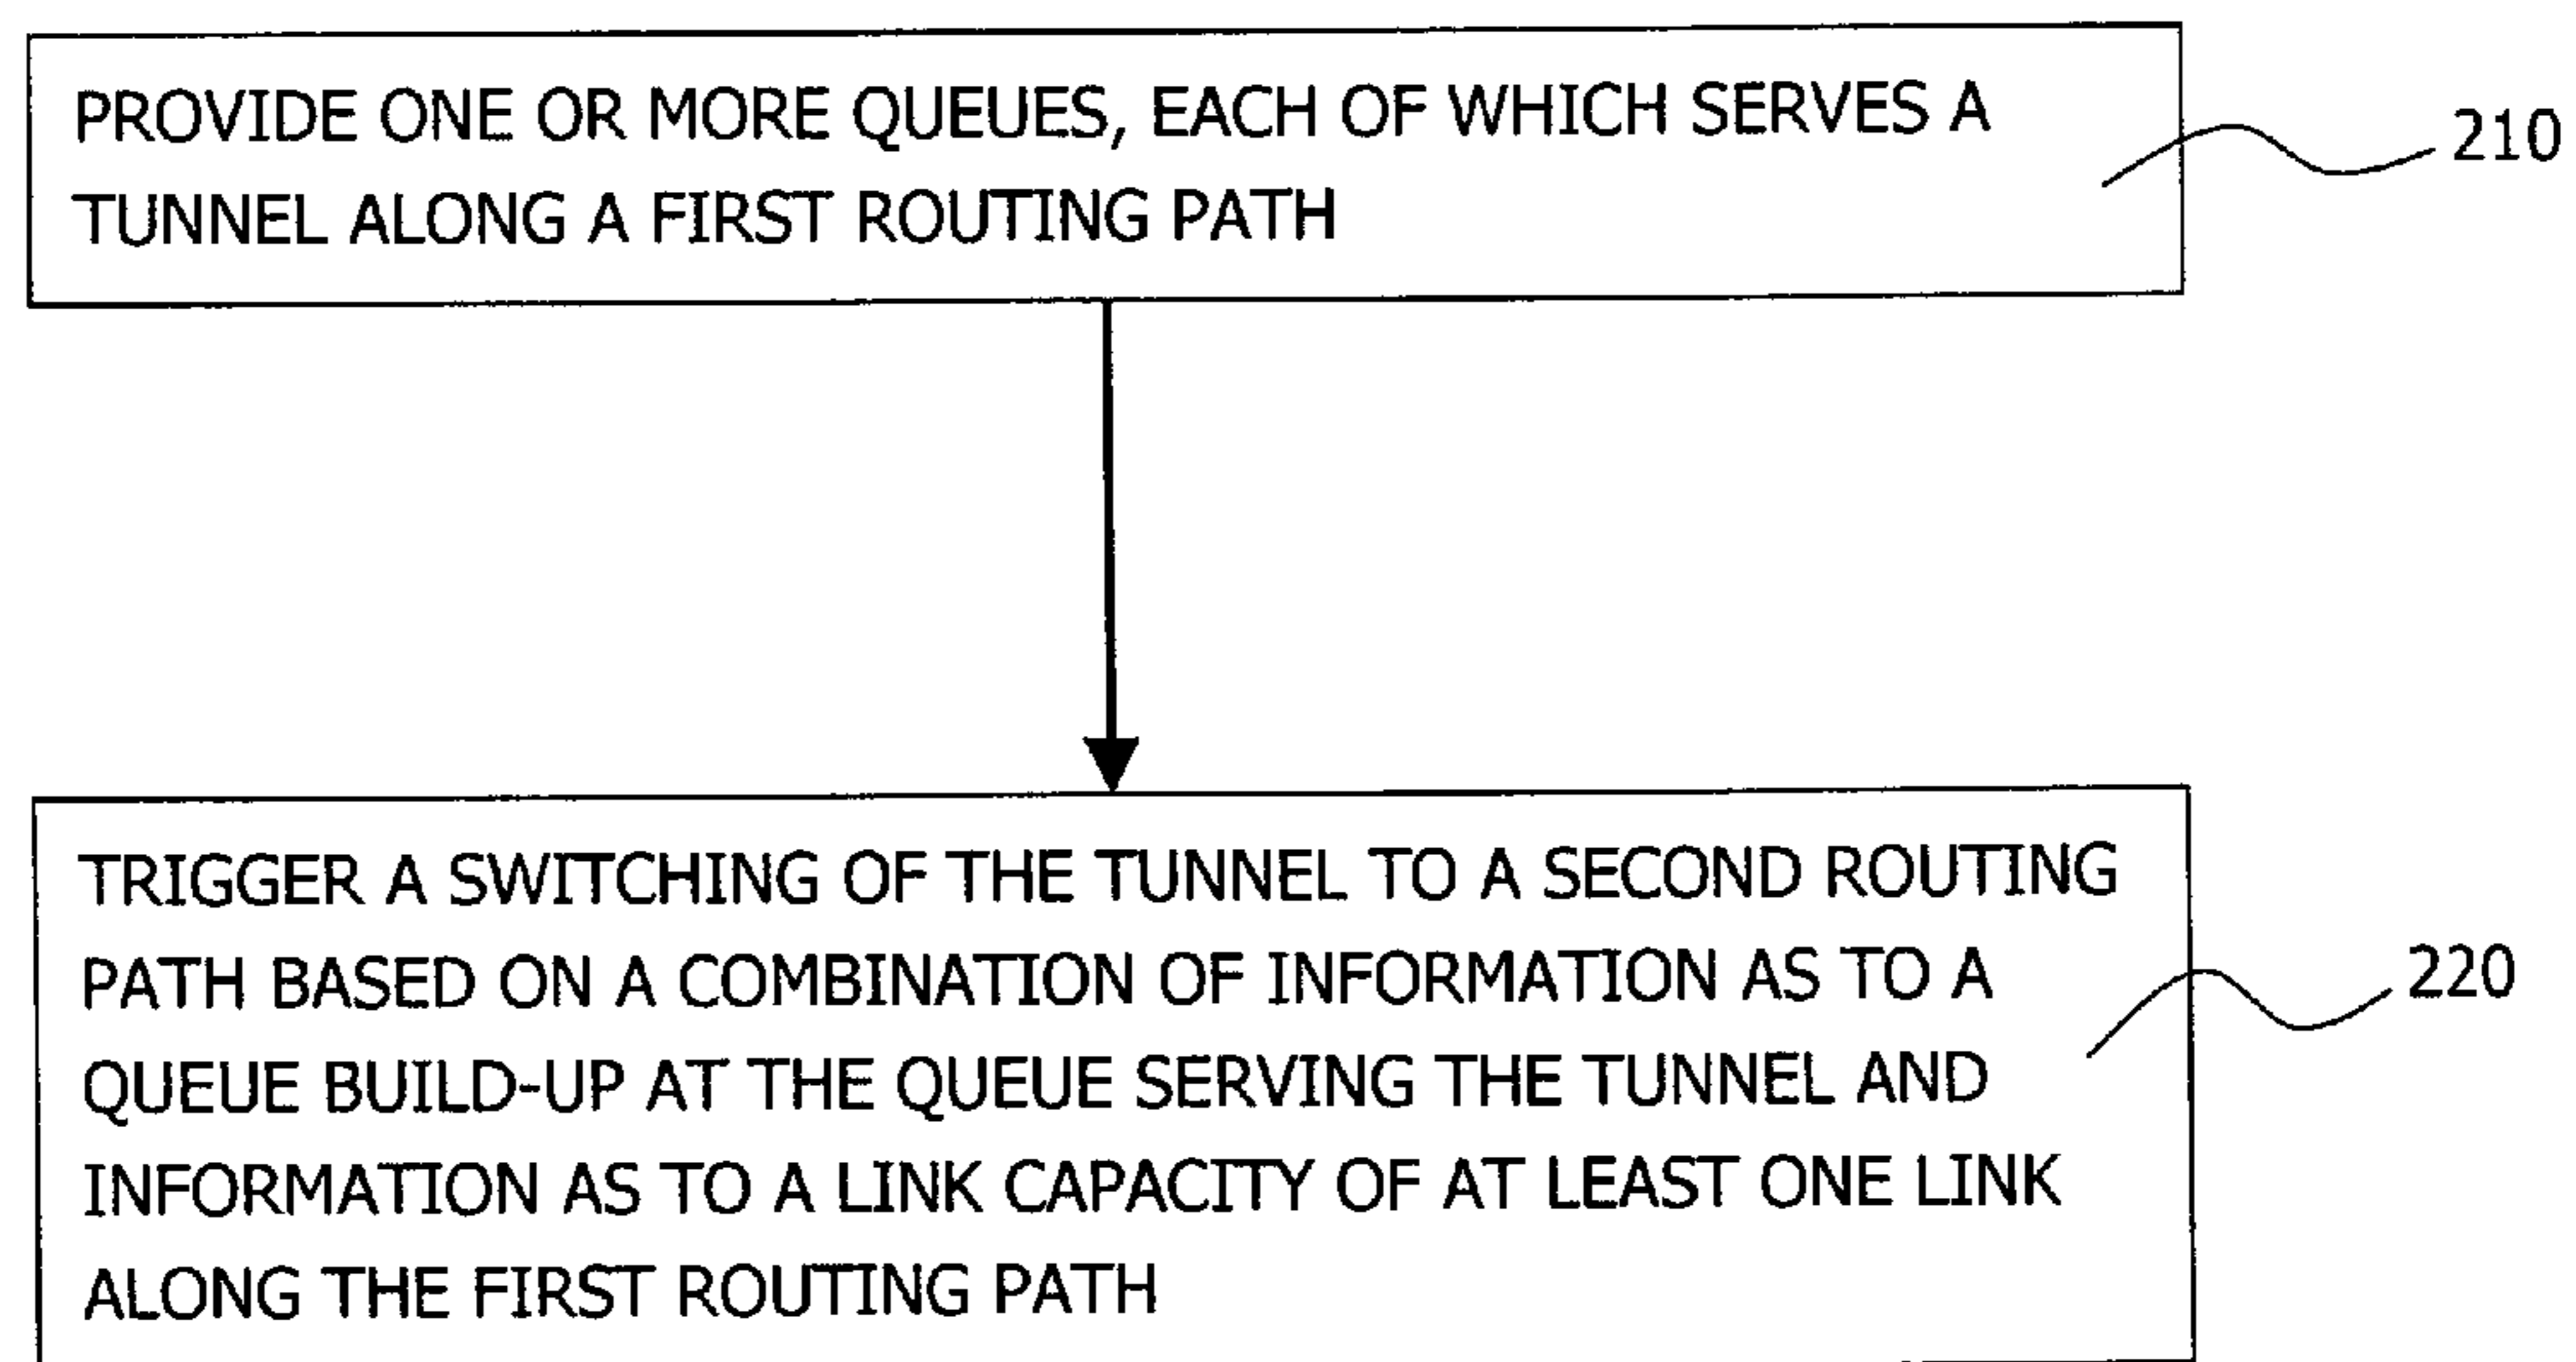 PROVIDE ONE OR MORE QUEUES, EACH OF WHICH SERVES A
TUNNEL ALONG A FIRST ROUTING PATH
210
TRIGGER A SWITCHING OF THE TUNNEL TO A SECOND ROUTING
PATH BASED ON A COMBINATION OF INFORMATION AS TO A
QUEUE BUILD-UP AT THE QUEUE SERVING THE TUNNEL AND
INFORMATION AS TO A LINK CAPACITY OF AT LEAST ONE LINK
ALONG THE FIRST ROUTING PATH
220